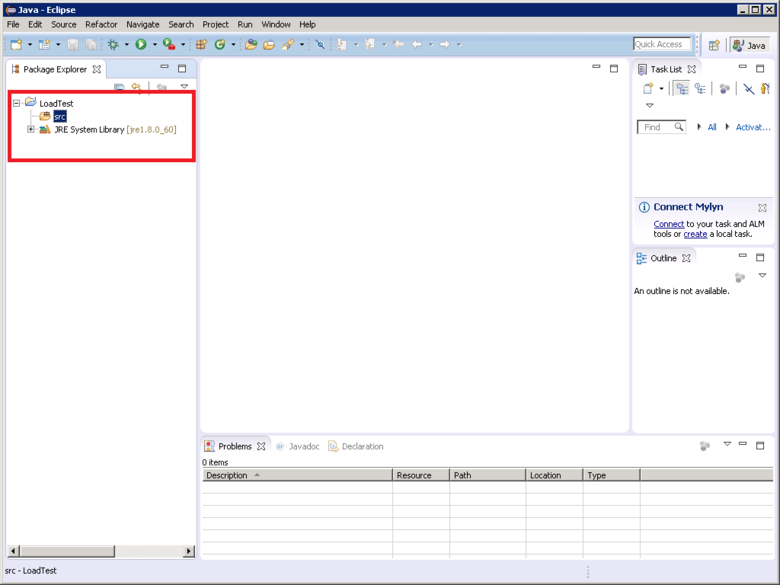 Java - Eclipse
File Edit Source Refactor Navigate Search Project Run Window Help
Quick Access
Java
Package Explorer
LoadTest
src
JRE System Library [jre1.8.0_60]
Task List
Find
All
Activat...
Connect Mylyn
Connect to your task and ALM
tools or create a local task.
Outline
An outline is not available.
Problems Javadoc Declaration
0 items
Description Resource Path Location Type
src - LoadTest